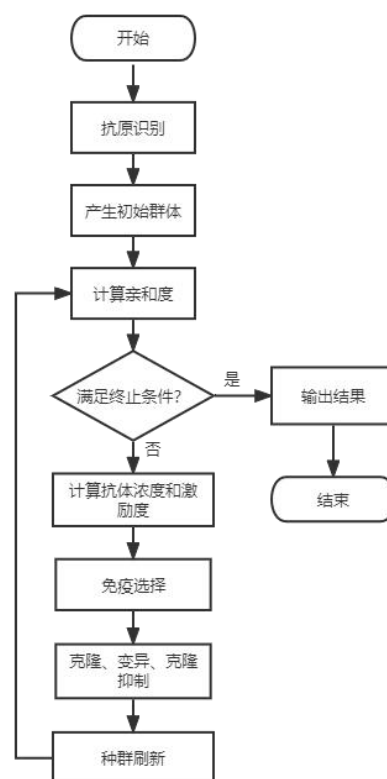 开始
抗原识别
产生初始群体
计算亲和度
满足终止条件?
是
输出结果
否
计算抗体浓度和激
励度
结束
免疫选择
克隆、变异、克隆
抑制
种群刷新